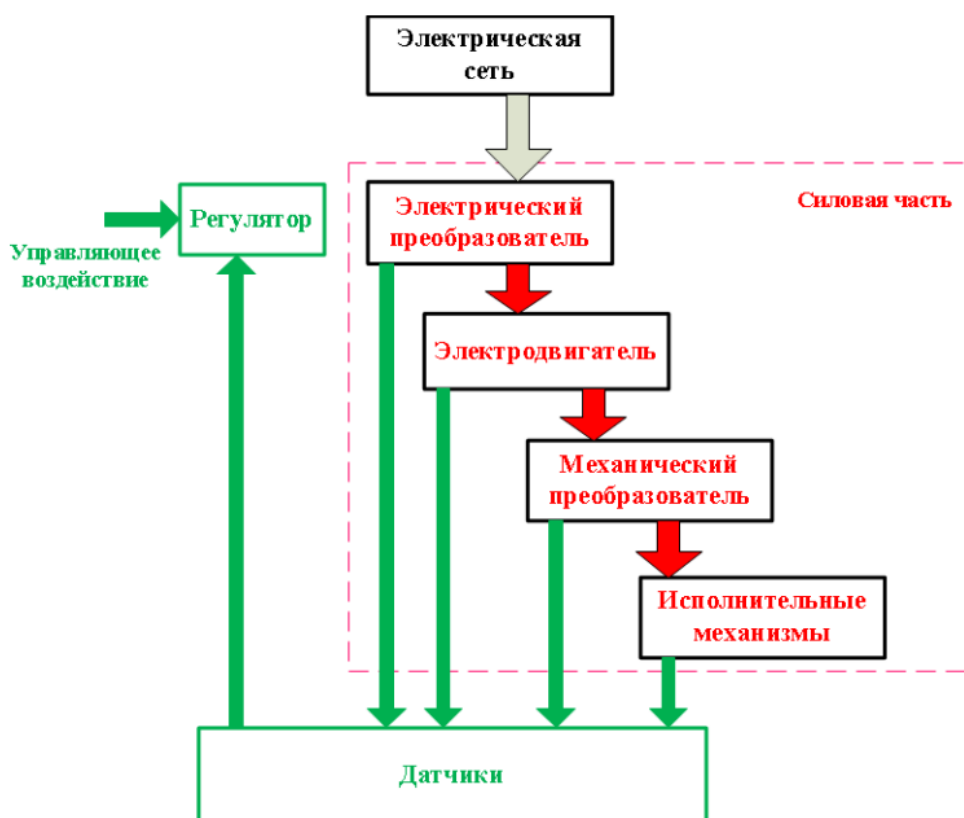 Электрическая
сеть
Силовая часть
Электрический
преобразователь
Регулятор
Управляющее
воздействие
Электродвигатель
Механический
преобразователь
Исполнительные
механизмы
Датчики